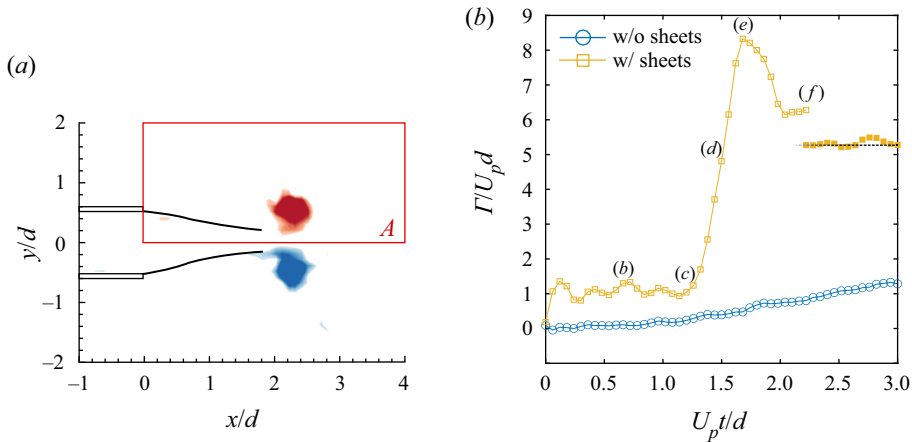 (a)
2
1
0
−1
−2
y/d
A
−1
0
1
2
3
4
x/d
(b)
w/o sheets
w/ sheets
9
8
7
6
5
4
3
2
1
0
Γ/U_p d
(b)
(c)
(d)
(e)
(f)
0
0.5
1.0
1.5
2.0
2.5
3.0
U_p t/d